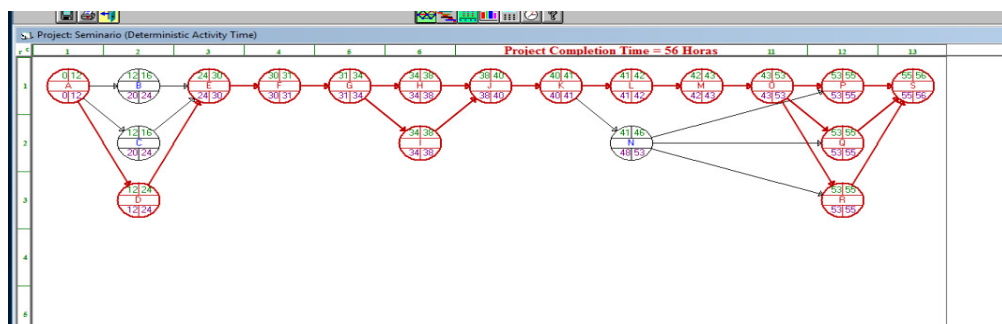 Project: Seminario (Deterministic Activity Time)
Project Completion Time = 56 Horas
1 2 3 4 5 6 11 12 13
1
0 12 12 16 24 30 30 31 31 34 34 38 38 40 40 41 41 42 42 43 43 53 53 55 55 56
A B E F G H J K L M O P S
0 12 20 24 24 30 30 31 31 34 34 38 38 40 40 41 41 42 42 43 43 53 53 55 55 56
2
12 16 34 38 41 46 53 55
C I N Q
20 24 34 38 48 53 53 55
3
12 24 53 55
D R
12 24 53 55
4
5